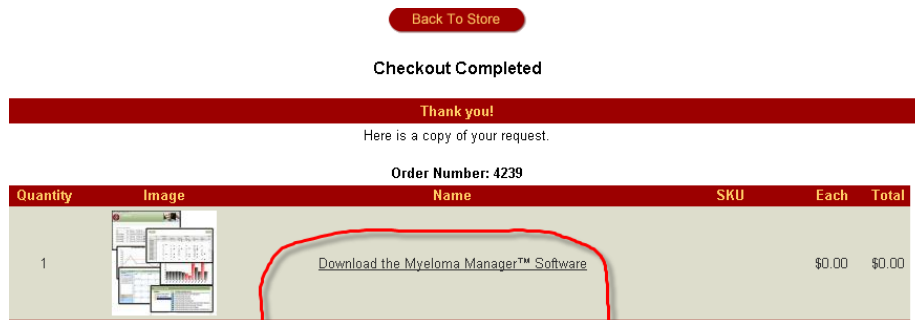 Back To Store
Checkout Completed
Thank you!
Here is a copy of your request.
Order Number: 4239
Quantity Image Name SKU Each Total
1 Download the Myeloma Manager™ Software $0.00 $0.00